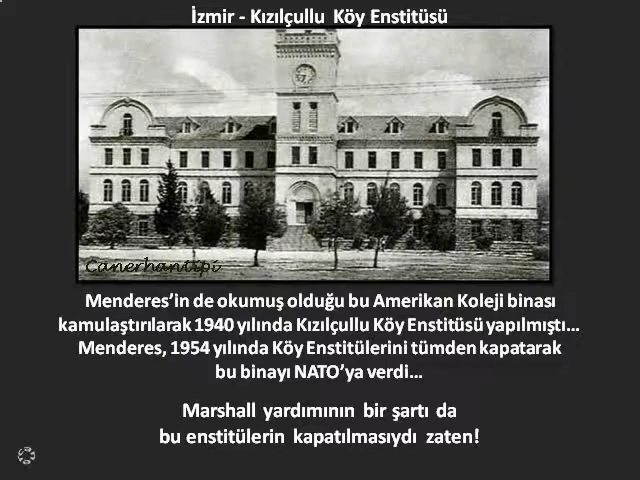 İzmir - Kızılçullu Köy Enstitüsü
Canerhantipi
Menderes'in de okumuş olduğu bu Amerikan Koleji binası
kamulaştırılarak 1940 yılında Kızılçullu Köy Enstitüsü yapılmıştı...
Menderes, 1954 yılında Köy Enstitülerini tümden kapatarak
bu binayı NATO'ya verdi...
Marshall yardımının bir şartı da
bu enstitülerin kapatılmasıydı zaten!